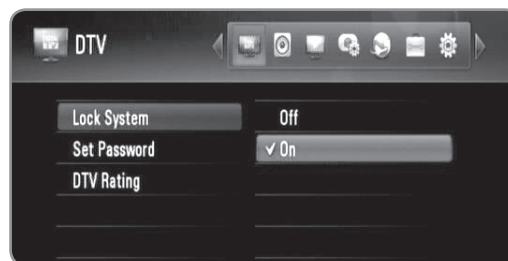 DTV
Lock System
Off
Set Password
✓ On
DTV Rating